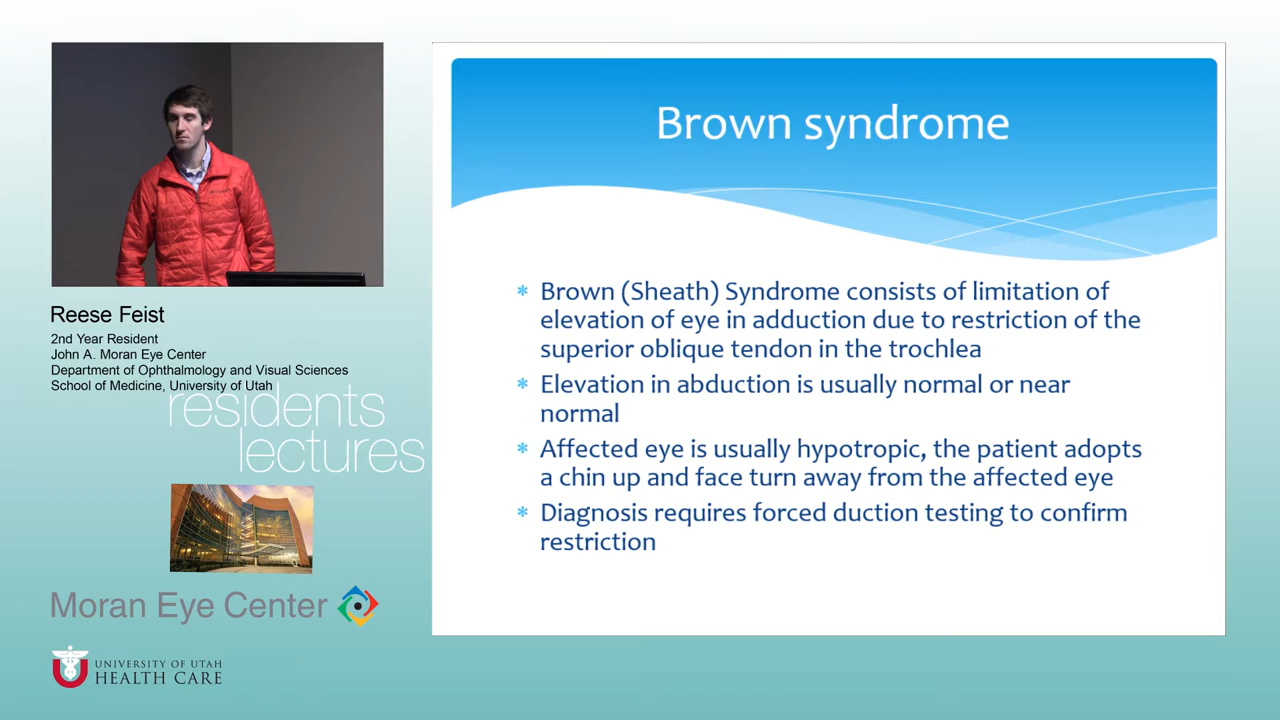 Brown syndrome
* Brown (Sheath) Syndrome consists of limitation of
elevation of eye in adduction due to restriction of the
superior oblique tendon in the trochlea
* Elevation in abduction is usually normal or near
normal
* Affected eye is usually hypotropic, the patient adopts
a chin up and face turn away from the affected eye
* Diagnosis requires forced duction testing to confirm
restriction
Reese Feist
2nd Year Resident
John A. Moran Eye Center
Department of Ophthalmology and Visual Sciences
School of Medicine, University of Utah
residents
lectures
Moran Eye Center
UNIVERSITY OF UTAH
HEALTH CARE